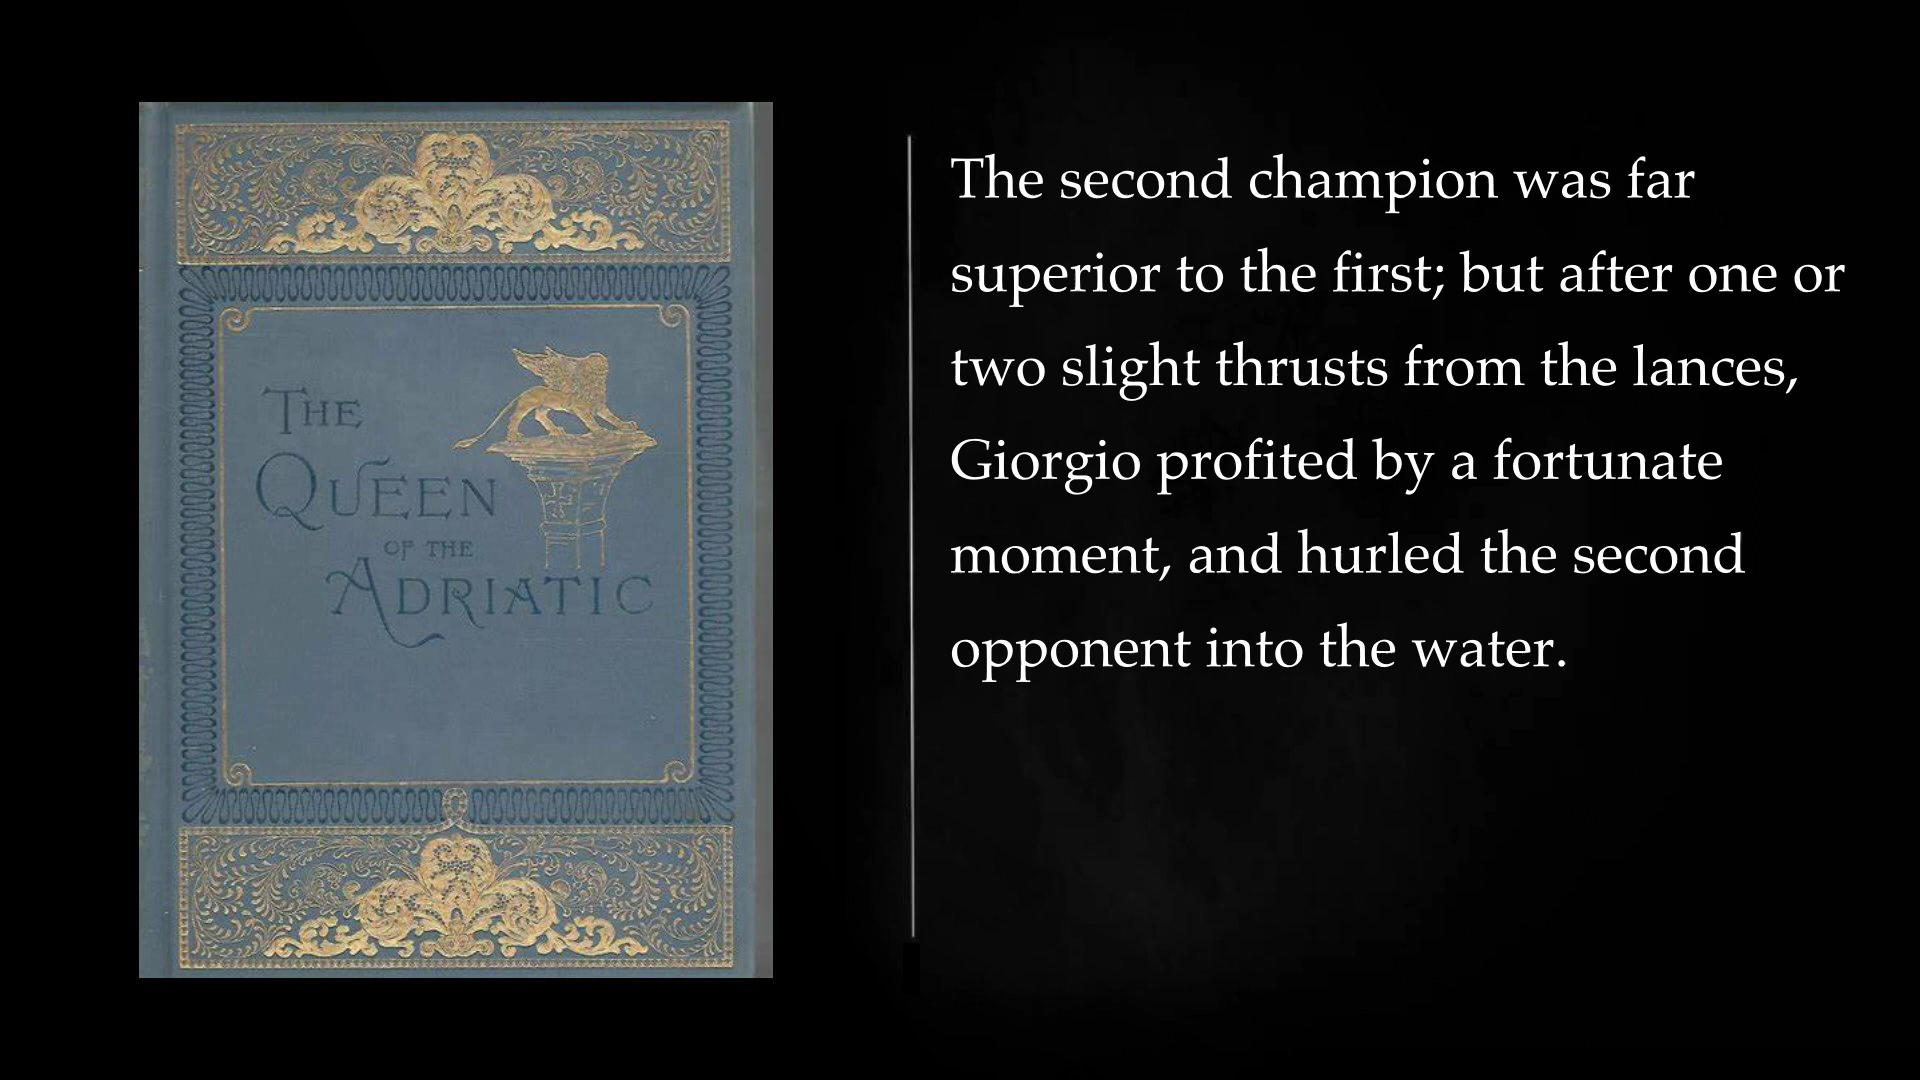 THE
QUEEN
OF THE
ADRIATIC
The second champion was far
superior to the first; but after one or
two slight thrusts from the lances,
Giorgio profited by a fortunate
moment, and hurled the second
opponent into the water.